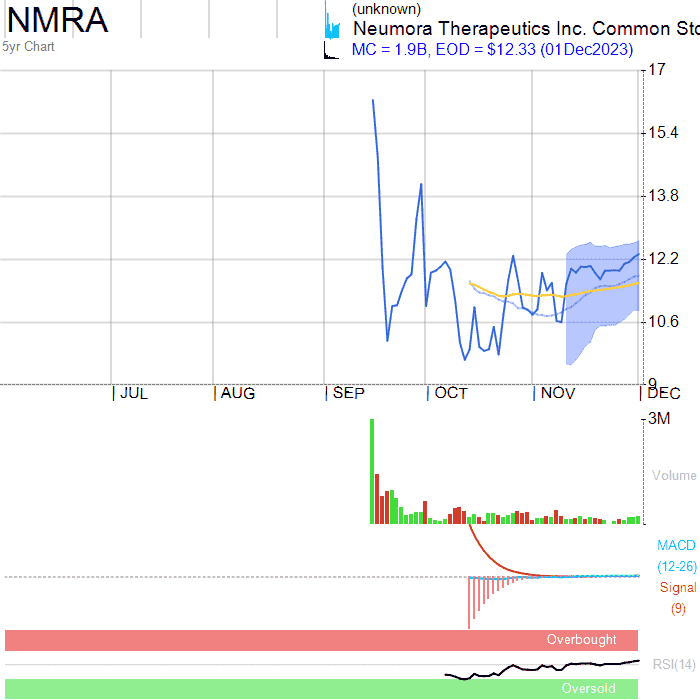 NMRA
(unknown)
Neumora Therapeutics Inc. Common Sto
5yr Chart
MC = 1.9B, EOD = $12.33 (01Dec2023)
17
15.4
13.8
12.2
10.6
9
JUL AUG SEP OCT NOV DEC
3M
Volume
MACD
(12-26)
Signal
(9)
Overbought
RSI(14)
Oversold